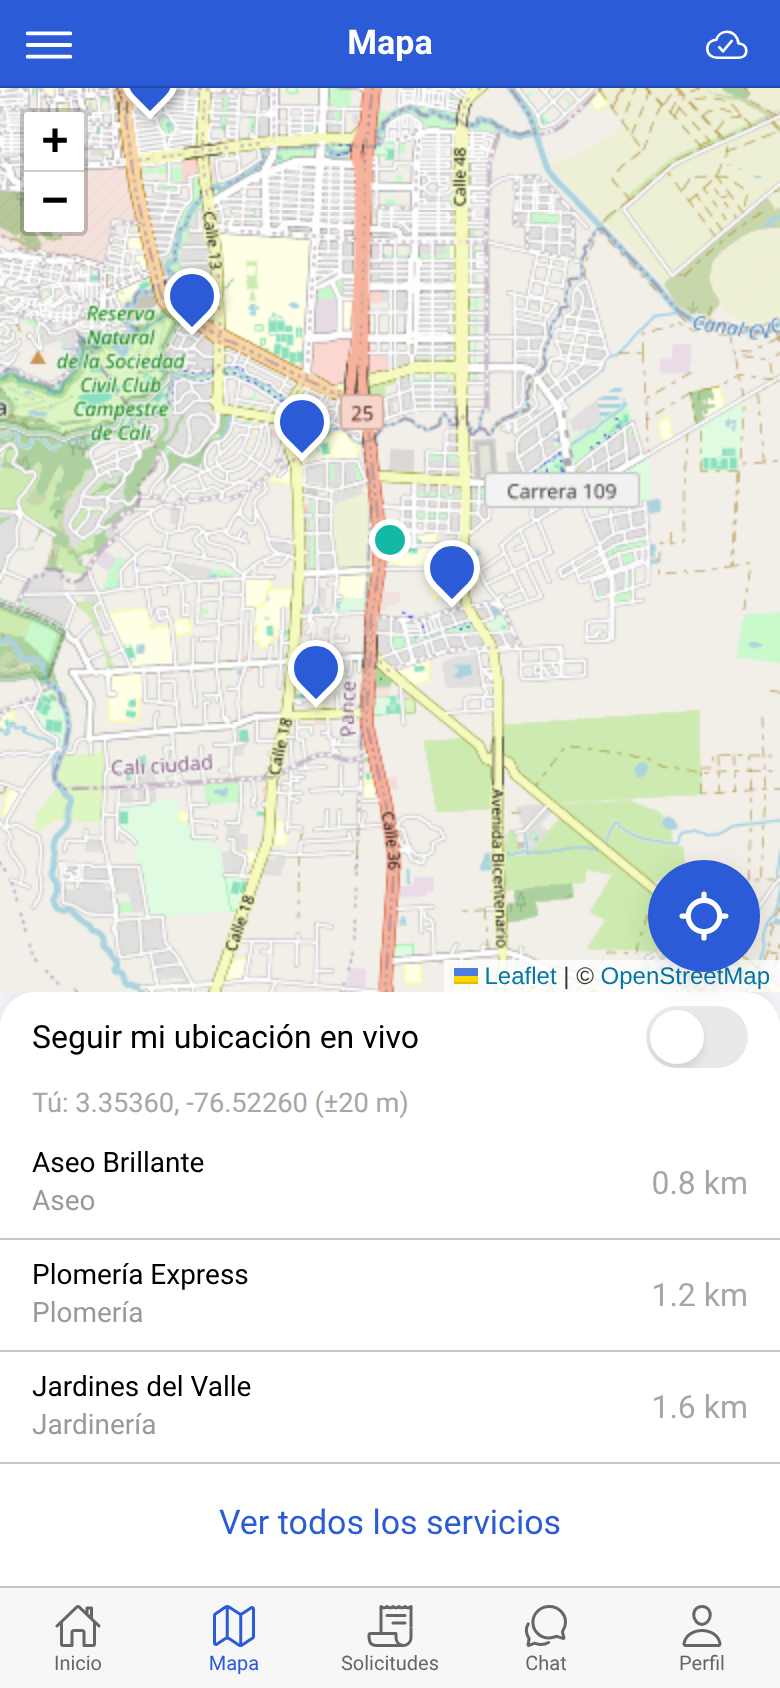 Mapa
+
−
Calle 48
Calle 13
Reserva
Natural
de la Sociedad
Civil Club
Campestre
de Cali
Canal CVC
a
25
Carrera 109
Pance
Calle 18
Cali ciudad
Calle 36
Avenida Bicentenario
Calle 18
Leaflet | © OpenStreetMap
Seguir mi ubicación en vivo
Tú: 3.35360, -76.52260 (±20 m)
Aseo Brillante
Aseo
0.8 km
Plomería Express
Plomería
1.2 km
Jardines del Valle
Jardinería
1.6 km
Ver todos los servicios
Inicio
Mapa
Solicitudes
Chat
Perfil